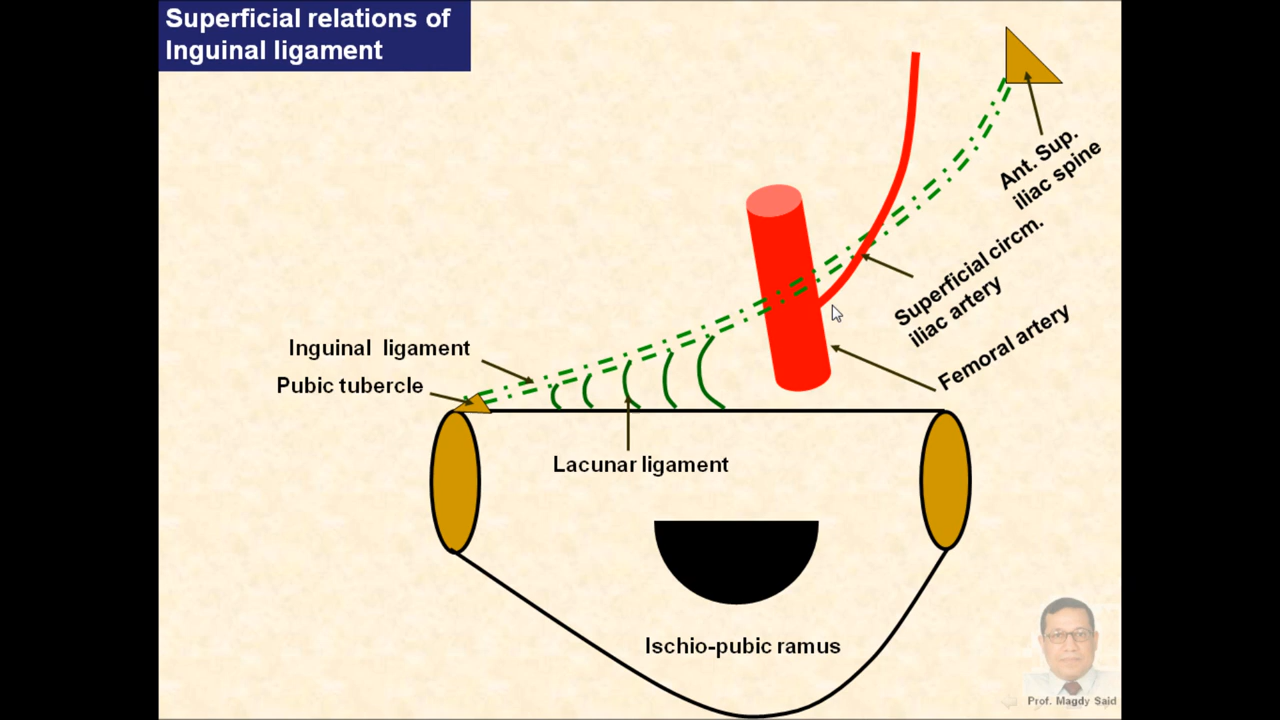 Superficial relations of
Inguinal ligament
Ant. Sup.
iliac spine
Superficial circm.
iliac artery
Femoral artery
Inguinal ligament
Pubic tubercle
Lacunar ligament
Ischio-pubic ramus
Prof. Magdy Said